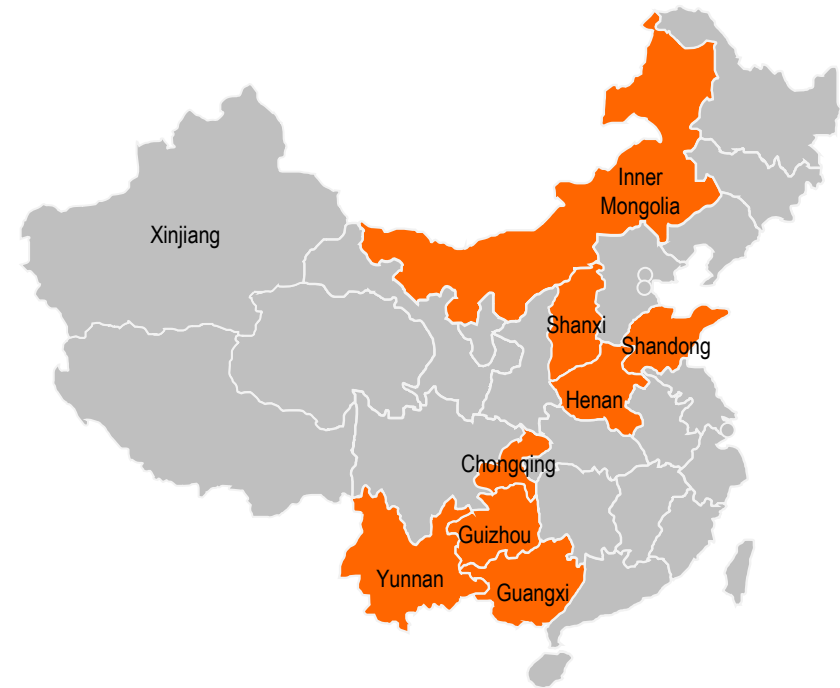 Inner
Mongolia
Xinjiang
Shanxi
Shandong
Henan
Chongqing
Guizhou
Yunnan
Guangxi